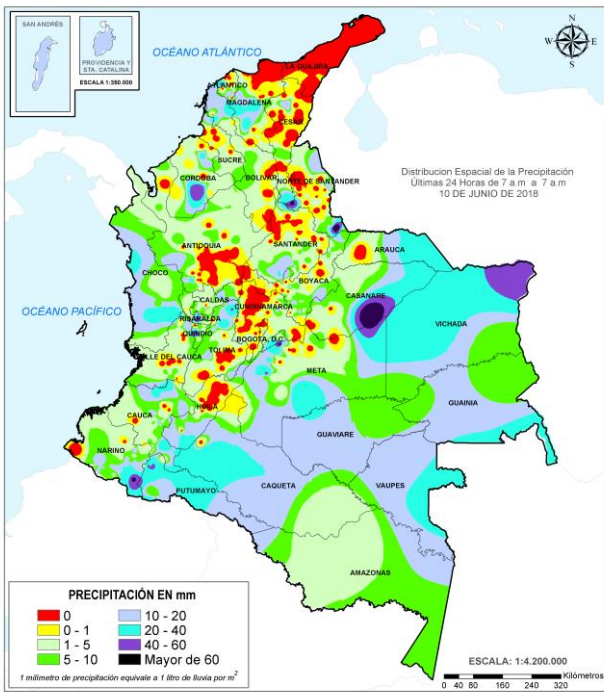 SAN ANDRÉS
PROVIDENCIA Y
STA. CATALINA
ESCALA 1:550.000
OCÉANO ATLÁNTICO
N
W E
S
LA GUAJIRA
ATLANTICO
MAGDALENA
CESAR
SUCRE
CORDOBA
BOLIVAR
NORTE DE SANTANDER
Distribucion Espacial de la Precipitación
Últimas 24 Horas de 7 a.m a 7 a.m
10 DE JUNIO DE 2018
ANTIOQUIA
SANTANDER
ARAUCA
CHOCO
BOYACA
CASANARE
OCÉANO PACÍFICO
CALDAS
CUNDINAMARCA
RISARALDA
VICHADA
QUINDIO
BOGOTA, D.C.
TOLIMA
VALLE DEL CAUCA
META
GUAINIA
HUILA
CAUCA
GUAVIARE
NARIÑO
PUTUMAYO
CAQUETA
VAUPES
AMAZONAS
PRECIPITACIÓN EN mm
0
0 - 1
1 - 5
5 - 10
10 - 20
20 - 40
40 - 60
Mayor de 60
1 milimetro de precipitación equivale a 1 litro de lluvia por m²
ESCALA: 1:4.200.000
Kilómetros
0 40 80 160 240 320